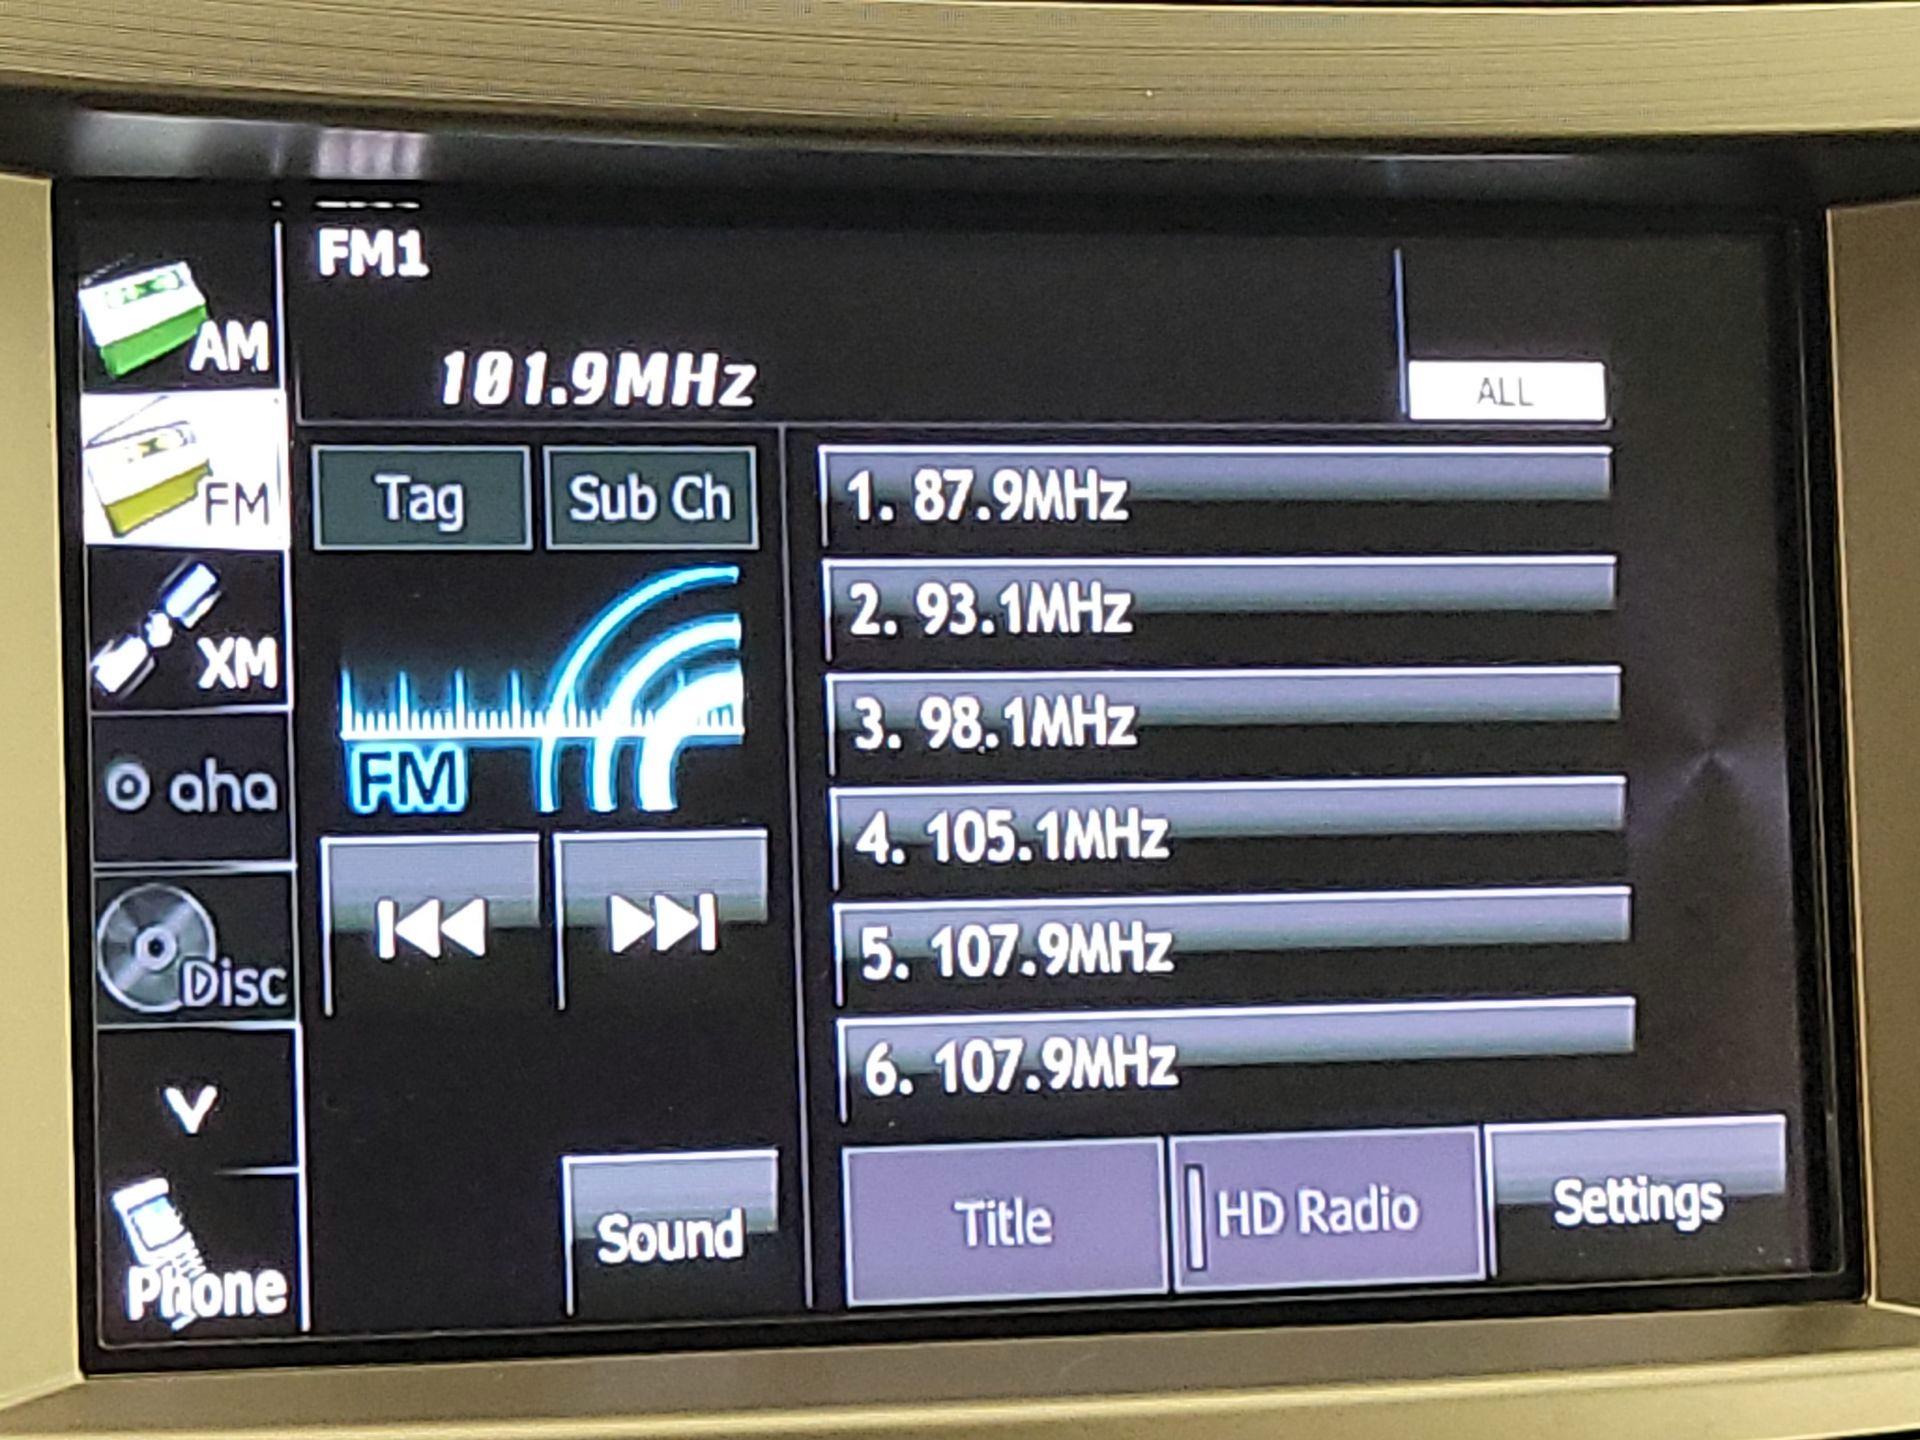 FM1
101.9MHz
ALL
AM
FM
XM
aha
Disc
Phone
Tag
Sub Ch
FM
Sound
1. 87.9MHz
2. 93.1MHz
3. 98.1MHz
4. 105.1MHz
5. 107.9MHz
6. 107.9MHz
Title
HD Radio
Settings